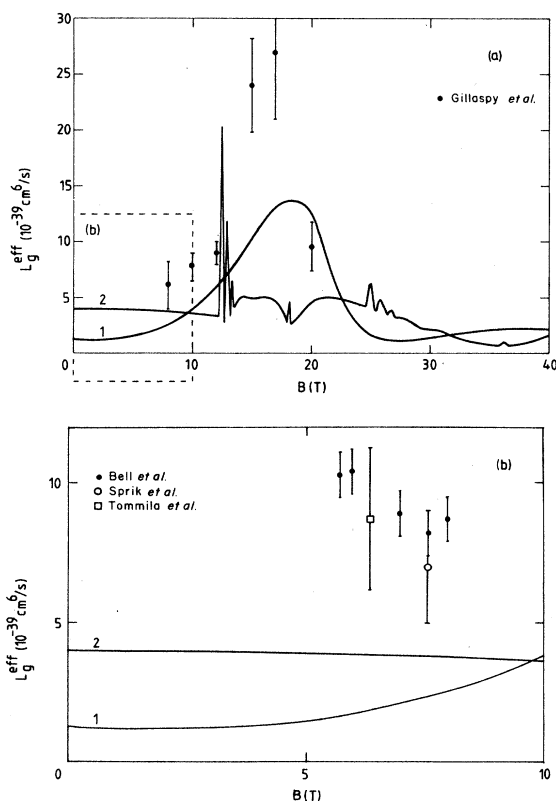 30
25
20
15
10
5
0
L_g^eff (10^-39 cm^6/s)
(a)
Gillaspy et al.
(b)
2
1
0
10
20
30
40
B(T)
10
5
0
L_g^eff (10^-39 cm^6/s)
(b)
Bell et al.
Sprik et al.
Tommila et al.
2
1
0
5
10
B(T)